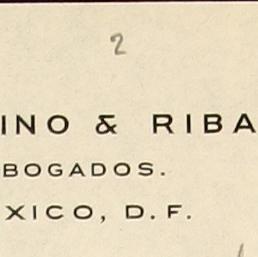 2
INO & RIBA
BOGADOS.
XICO, D. F.